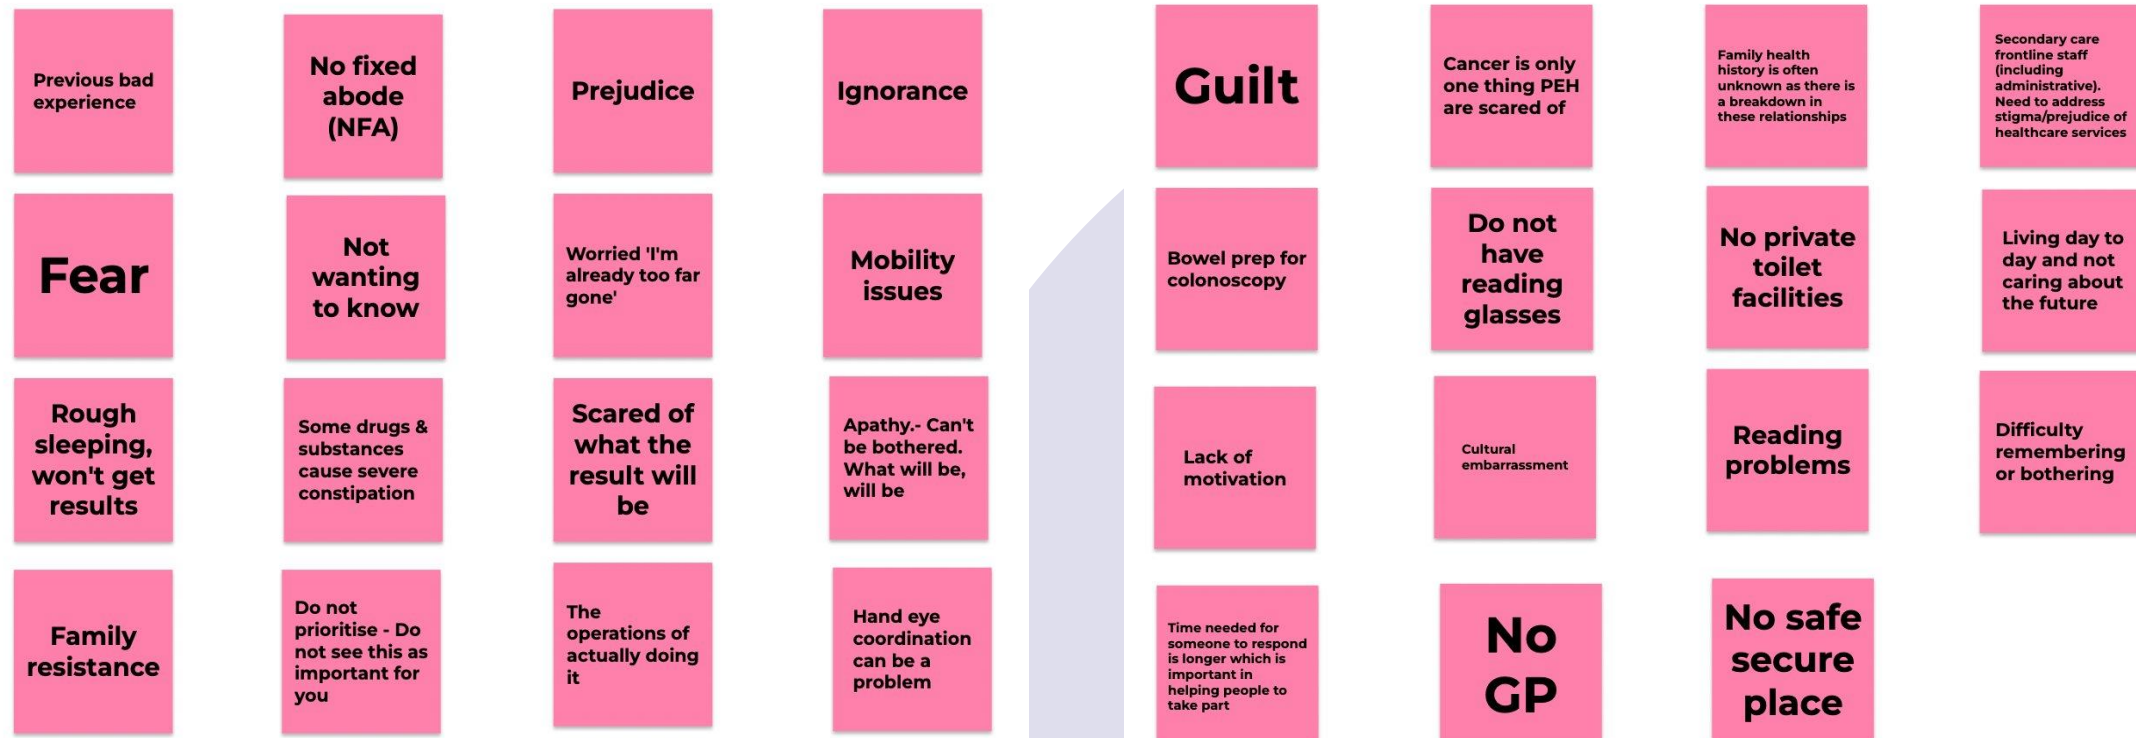 Previous bad
experience
No fixed
abode
(NFA)
Prejudice
Ignorance
Guilt
Cancer is only
one thing PEH
are scared of
Family health
history is often
unknown as there is
a breakdown in
these relationships
Secondary care
frontline staff
(including
administrative).
Need to address
stigma/prejudice of
healthcare services
Fear
Not
wanting
to know
Worried 'I'm
already too far
gone'
Mobility
issues
Bowel prep for
colonoscopy
Do not
have
reading
glasses
No private
toilet
facilities
Living day to
day and not
caring about
the future
Rough
sleeping,
won't get
results
Some drugs &
substances
cause severe
constipation
Scared of
what the
result will
be
Apathy.- Can't
be bothered.
What will be,
will be
Lack of
motivation
Cultural
embarrassment
Reading
problems
Difficulty
remembering
or bothering
Family
resistance
Do not
prioritise - Do
not see this as
important for
you
The
operations of
actually doing
it
Hand eye
coordination
can be a
problem
Time needed for
someone to respond
is longer which is
important in
helping people to
take part
No
GP
No safe
secure
place